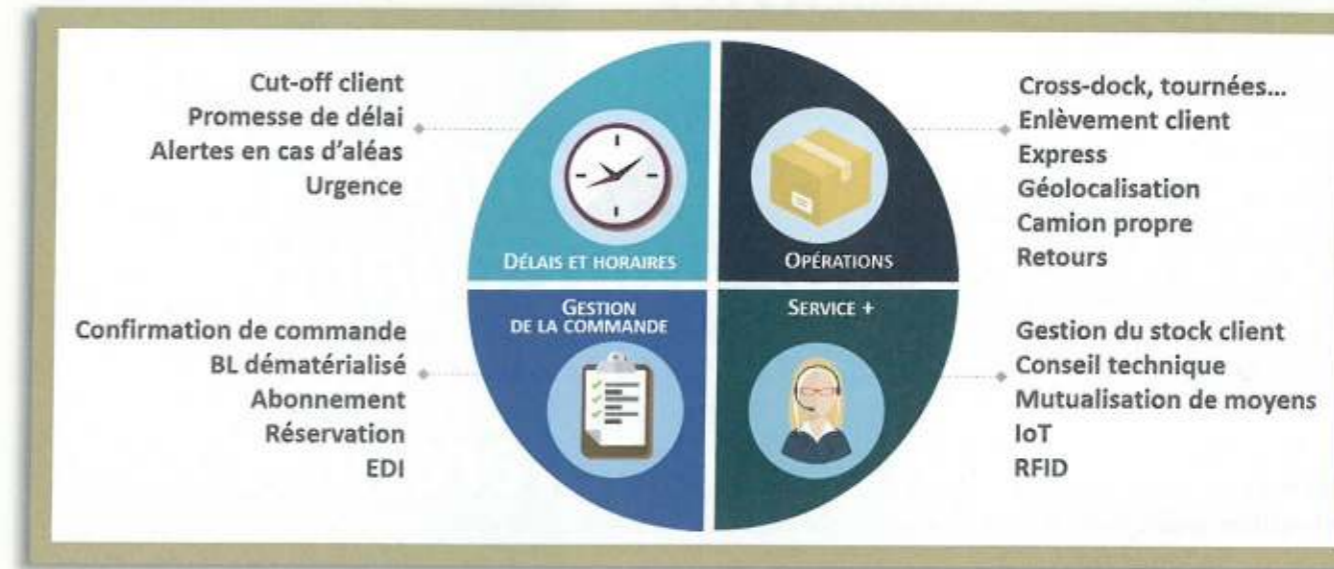 Cut-off client
Promesse de délai
Alertes en cas d'aléas
Urgence
DÉLAIS ET HORAIRES
OPÉRATIONS
Cross-dock, tournées...
Enlèvement client
Express
Géolocalisation
Camion propre
Retours
Confirmation de commande
BL dématérialisé
Abonnement
Réservation
EDI
GESTION
DE LA COMMANDE
SERVICE +
Gestion du stock client
Conseil technique
Mutualisation de moyens
IoT
RFID